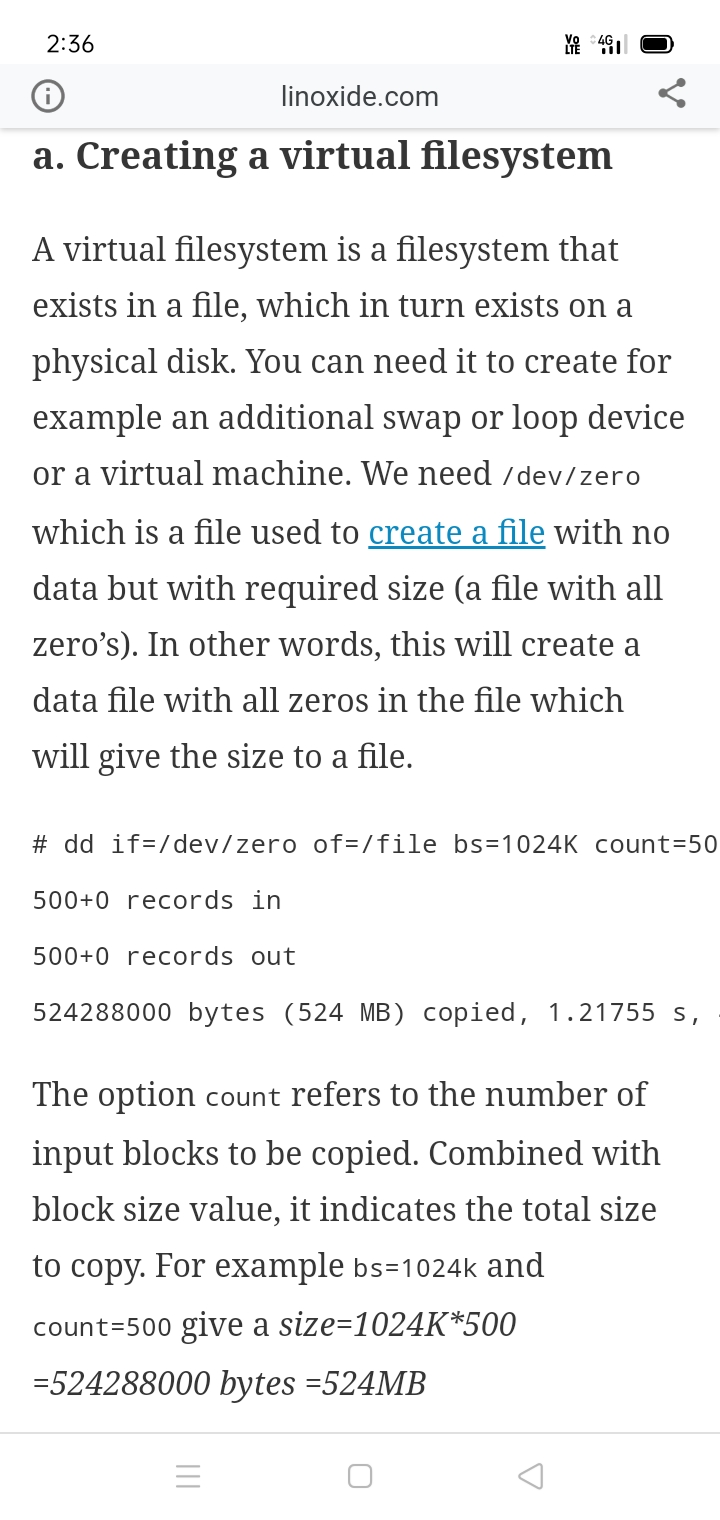 2:36
Vo LTE 4G
linoxide.com
a. Creating a virtual filesystem
A virtual filesystem is a filesystem that
exists in a file, which in turn exists on a
physical disk. You can need it to create for
example an additional swap or loop device
or a virtual machine. We need /dev/zero
which is a file used to create a file with no
data but with required size (a file with all
zero’s). In other words, this will create a
data file with all zeros in the file which
will give the size to a file.
# dd if=/dev/zero of=/file bs=1024K count=50
500+0 records in
500+0 records out
524288000 bytes (524 MB) copied, 1.21755 s,
The option count refers to the number of
input blocks to be copied. Combined with
block size value, it indicates the total size
to copy. For example bs=1024k and
count=500 give a size=1024K*500
=524288000 bytes =524MB